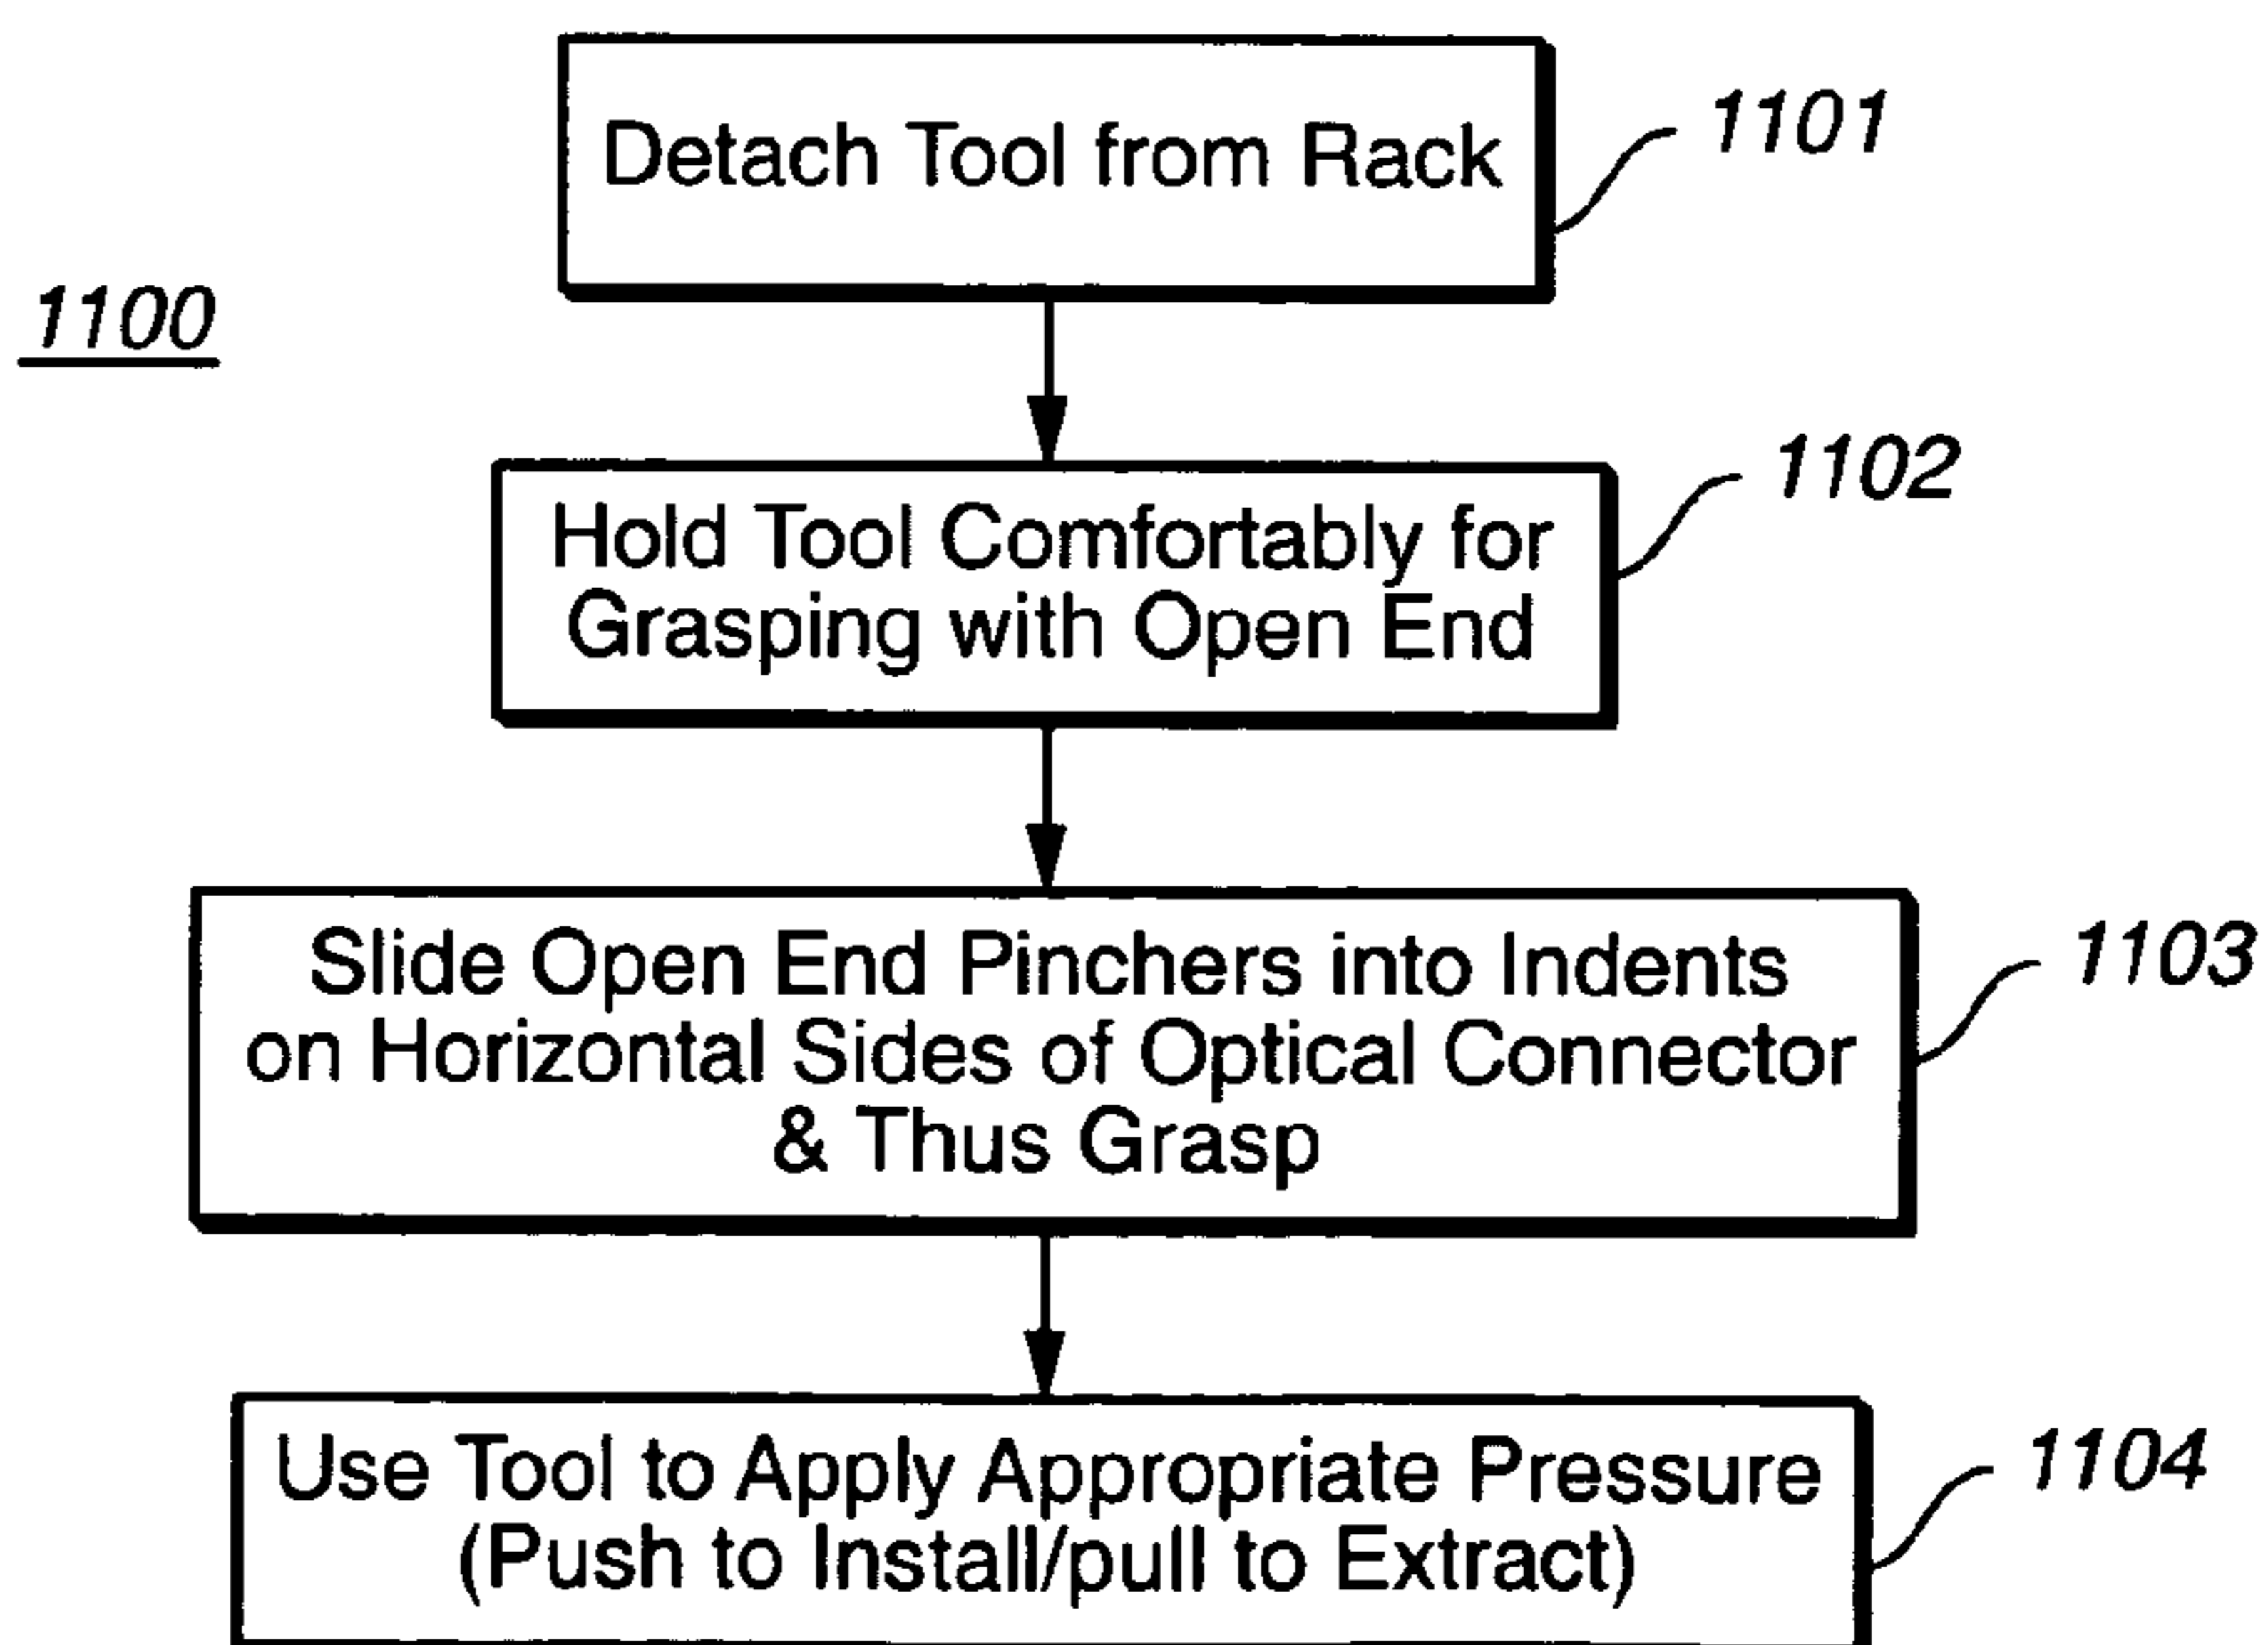 Detach Tool from Rack
1101
1100
Hold Tool Comfortably for
Grasping with Open End
1102
Slide Open End Pinchers into Indents
on Horizontal Sides of Optical Connector
& Thus Grasp
1103
Use Tool to Apply Appropriate Pressure
(Push to Install/pull to Extract)
1104